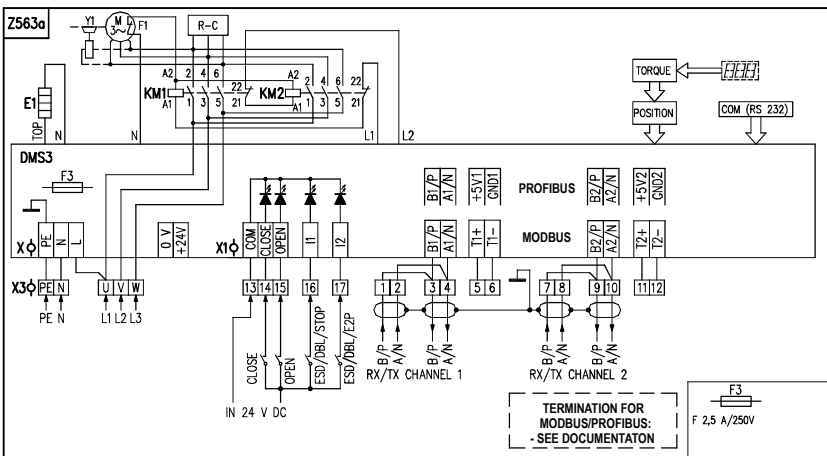 Z563a
Y1
M
3~
F1
R-C
A2 2 4 6 22
KM1
A1 1 3 5 21
A2 2 4 6 22
KM2
A1 1 3 5 21
TORQUE
POSITION
COM (RS 232)
E1
TOP
N
N
L1
L2
DMS3
F3
PROFIBUS
B1/P
A1/N
+5V1
GND1
B2/P
A2/N
+5V2
GND2
MODBUS
B1/P
A1/N
T1+
T1-
B2/P
A2/N
T2+
T2-
X
PE
N
L
0 V
+24V
X1
COM
CLOSE
OPEN
I1
I2
X3
PE N U V W
13 14 15 16 17
1 2 3 4 5 6
7 8 9 10 11 12
PE N L1 L2 L3
B/P
A/N
B/P
A/N
B/P
A/N
B/P
A/N
CLOSE
OPEN
ESD/DBL/STOP
ESD/DBL/E2P
RX/TX CHANNEL 1
RX/TX CHANNEL 2
IN 24 V DC
TERMINATION FOR
MODBUS/PROFIBUS:
- SEE DOCUMENTATON
F3
F 2,5 A/250V